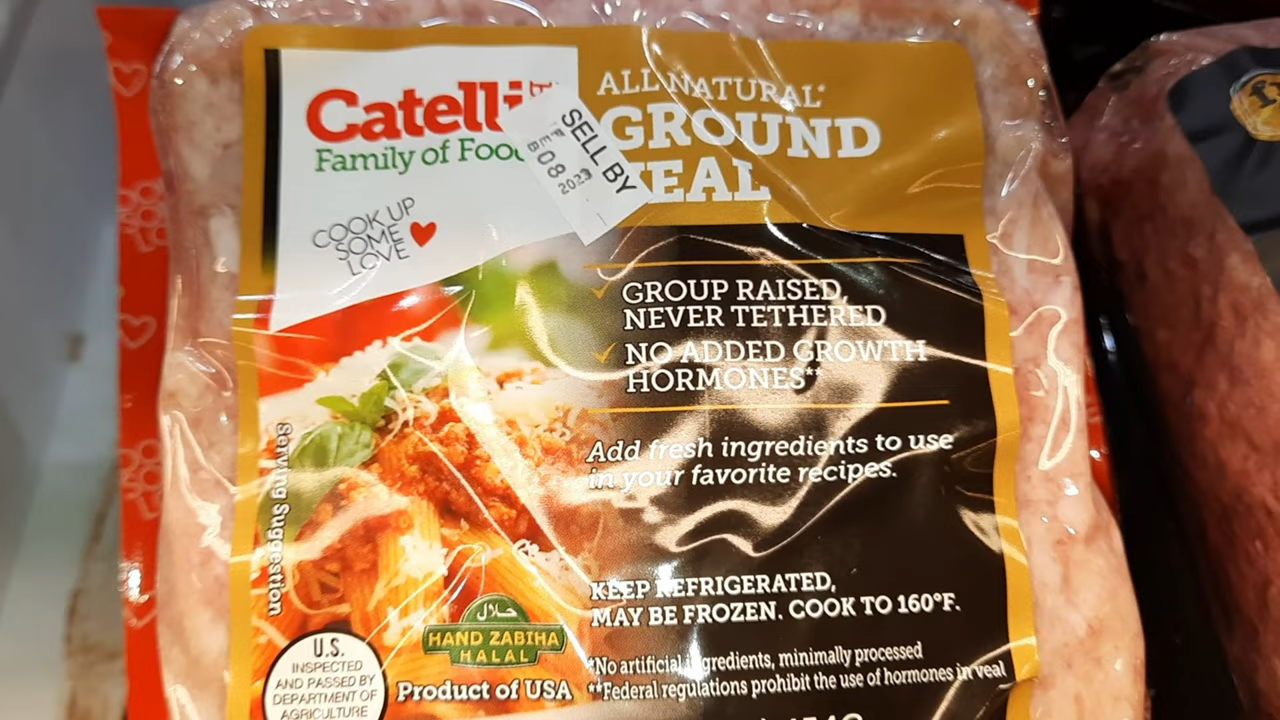 Catelli
Family of Foods
COOK UP
SOME
LOVE
SELL BY
FEB 08
2023
ALL NATURAL*
GROUND
VEAL
GROUP RAISED,
NEVER TETHERED
NO ADDED GROWTH
HORMONES**
Add fresh ingredients to use
in your favorite recipes.
Serving Suggestion
KEEP REFRIGERATED,
MAY BE FROZEN. COOK TO 160°F.
حلال
HAND ZABIHA
HALAL
Product of USA
*No artificial ingredients, minimally processed
**Federal regulations prohibit the use of hormones in veal
U.S.
INSPECTED
AND PASSED BY
DEPARTMENT OF
AGRICULTURE